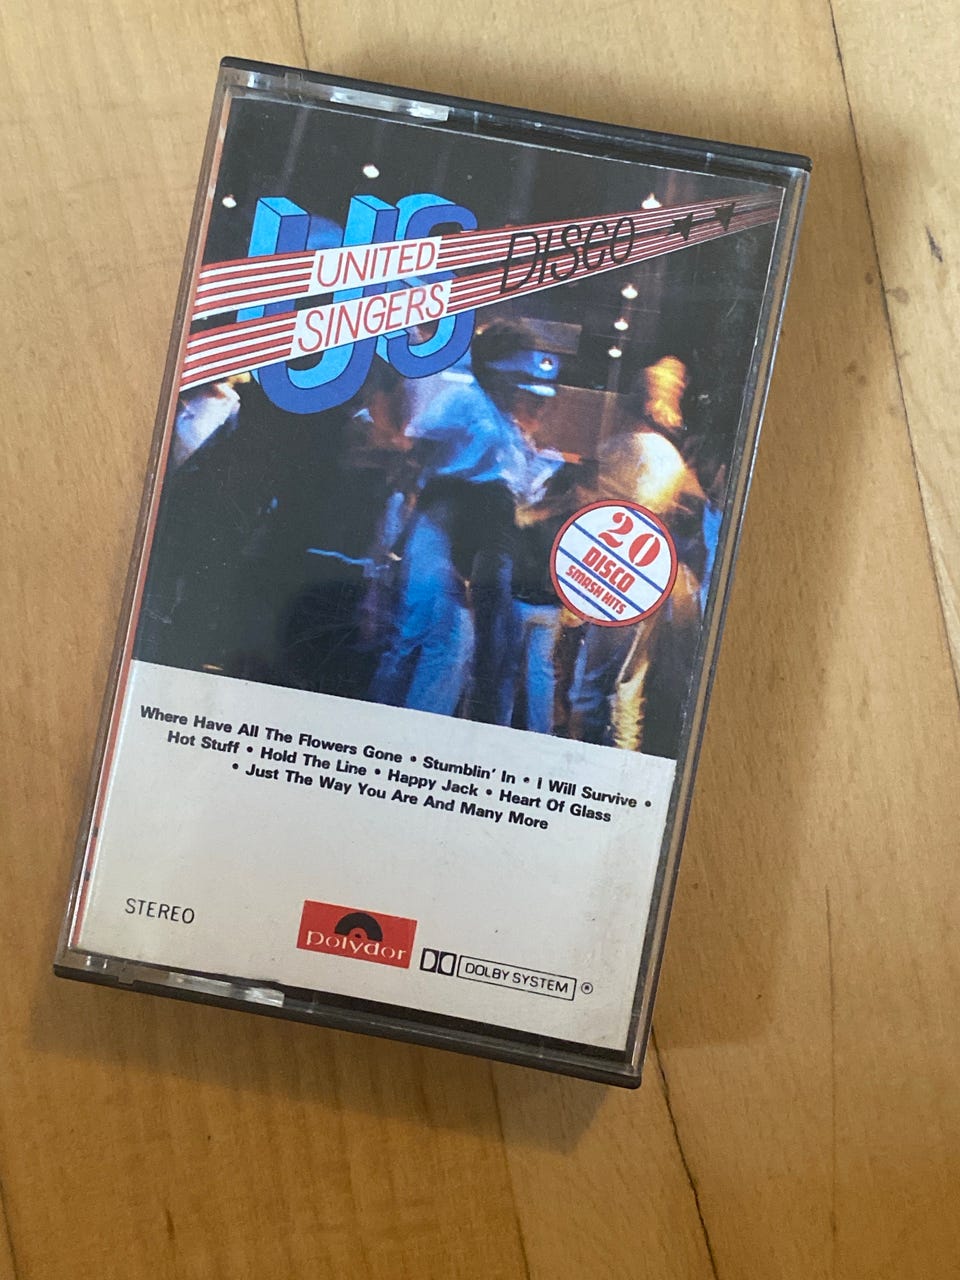 US
UNITED
SINGERS
DISCO
20
DISCO
SMASH HITS
Where Have All The Flowers Gone • Stumblin' In • I Will Survive •
Hot Stuff • Hold The Line • Happy Jack • Heart Of Glass
• Just The Way You Are And Many More
STEREO
polydor
DOLBY SYSTEM ®